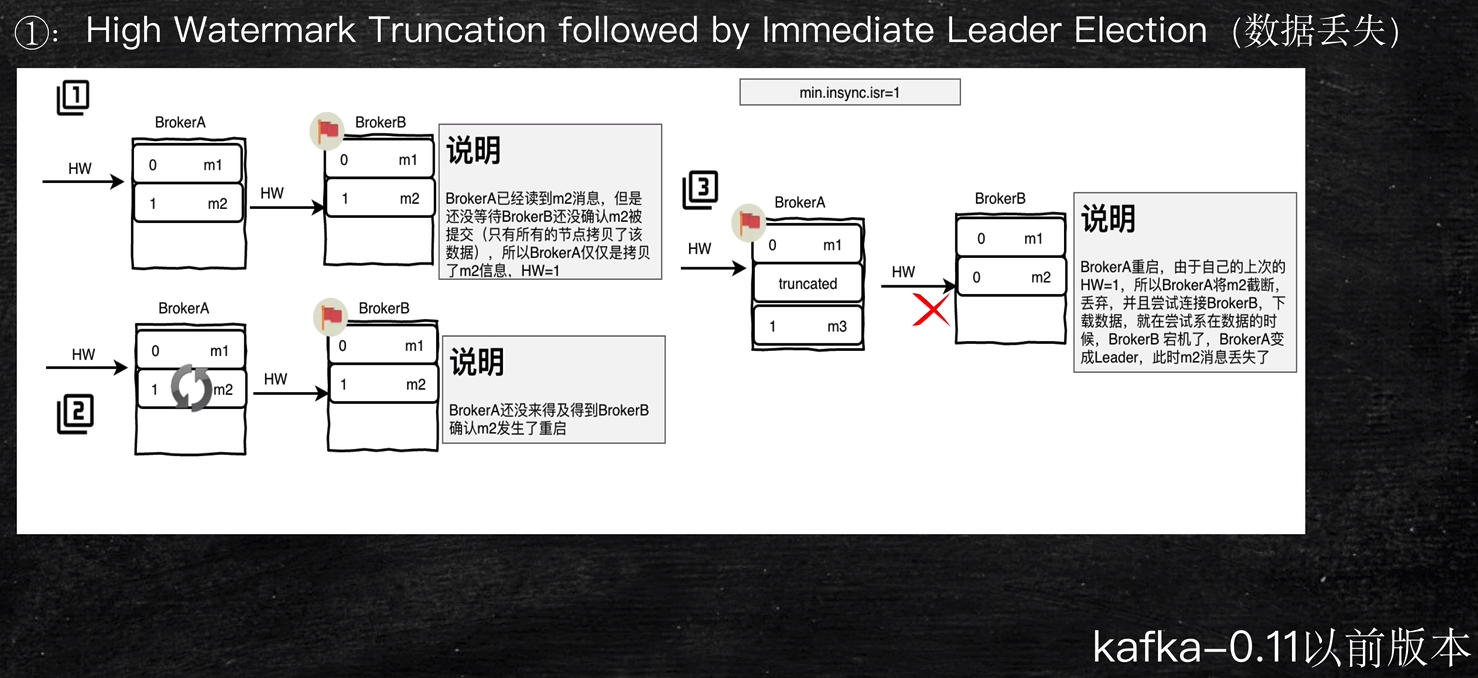 ①：High Watermark Truncation followed by Immediate Leader Election（数据丢失）
1
BrokerA
HW
0 m1
1 m2
HW
BrokerB
0 m1
1 m2
说明
BrokerA已经读到m2消息，但是
还没等待BrokerB还没确认m2被
提交（只有所有的节点拷贝了该
数据）, 所以BrokerA仅仅是拷贝
了m2信息，HW=1
2
BrokerA
HW
0 m1
1 m2
HW
BrokerB
0 m1
1 m2
说明
BrokerA还没来得及得到BrokerB
确认m2发生了重启
min.insync.isr=1
3
BrokerA
HW
0 m1
truncated
1 m3
HW
BrokerB
0 m1
0 m2
说明
BrokerA重启，由于自己的上次的
HW=1，所以BrokerA将m2截断，
丢弃，并且尝试连接BrokerB，下
载数据，就在尝试系在数据的时
候，BrokerB 宕机了，BrokerA变
成Leader，此时m2消息丢失了
kafka-0.11以前版本